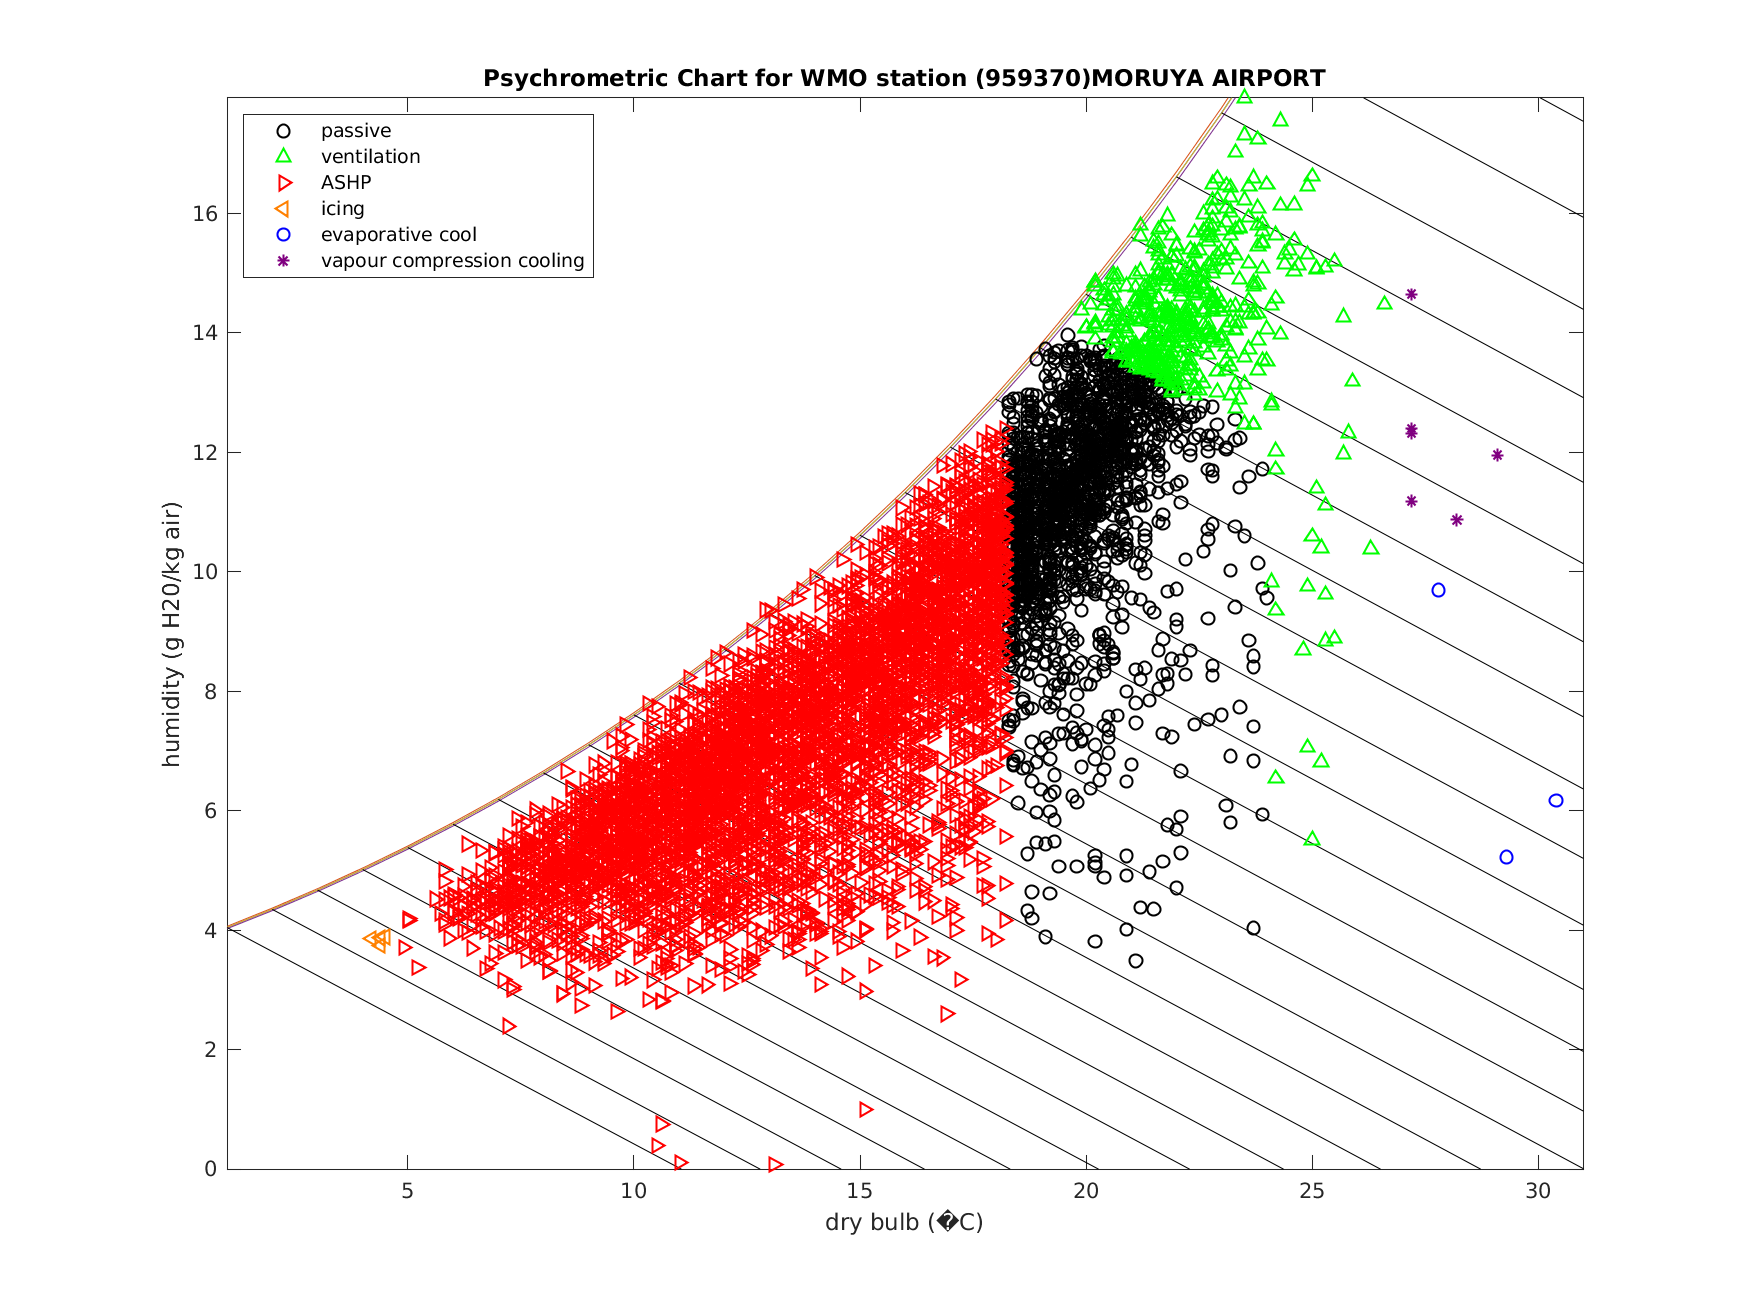 Psychrometric Chart for WMO station (959370)MORUYA AIRPORT
passive
ventilation
ASHP
icing
evaporative cool
vapour compression cooling
humidity (g H20/kg air)
16
14
12
10
8
6
4
2
0
5 10 15 20 25 30
dry bulb (�C)